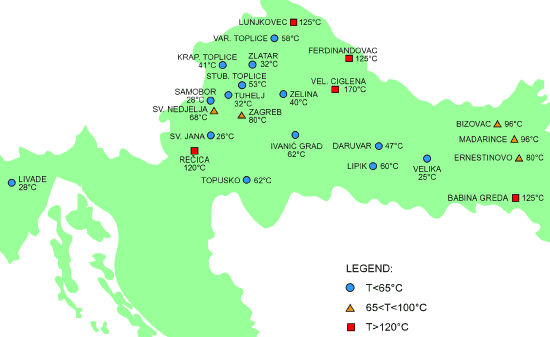 LUNJKOVEC 125°C
VAR. TOPLICE 58°C
FERDINANDOVAC
125°C
KRAP. TOPLICE
41°C
ZLATAR
32°C
STUB. TOPLICE
53°C
VEL. CIGLENA
170°C
SAMOBOR
28°C
TUHELJ
32°C
ZELINA
40°C
SV. NEDJELJA
68°C
ZAGREB
80°C
BIZOVAC 96°C
SV. JANA 26°C
IVANIĆ GRAD
62°C
DARUVAR 47°C
MADARINCE 96°C
REČICA
120°C
LIPIK 60°C
VELIKA
25°C
ERNESTINOVO 80°C
LIVADE
28°C
TOPUSKO 62°C
BABINA GREDA 125°C
LEGEND:
T<65°C
65<T<100°C
T>120°C